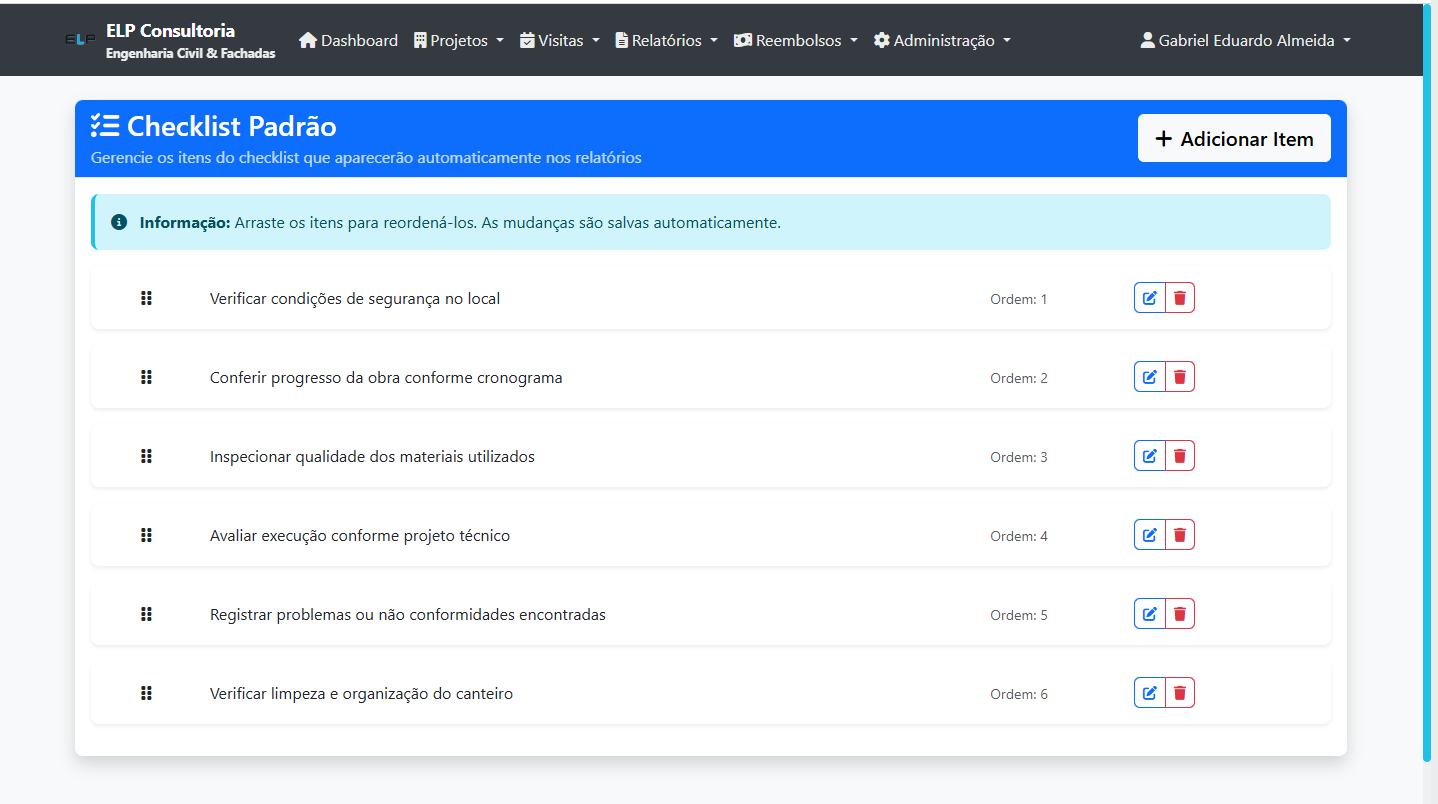 ELP
ELP Consultoria
Engenharia Civil & Fachadas
Dashboard
Projetos
Visitas
Relatórios
Reembolsos
Administração
Gabriel Eduardo Almeida
Checklist Padrão
Gerencie os itens do checklist que aparecerão automaticamente nos relatórios
Adicionar Item
Informação: Arraste os itens para reordená-los. As mudanças são salvas automaticamente.
Verificar condições de segurança no local
Ordem: 1
Conferir progresso da obra conforme cronograma
Ordem: 2
Inspecionar qualidade dos materiais utilizados
Ordem: 3
Avaliar execução conforme projeto técnico
Ordem: 4
Registrar problemas ou não conformidades encontradas
Ordem: 5
Verificar limpeza e organização do canteiro
Ordem: 6